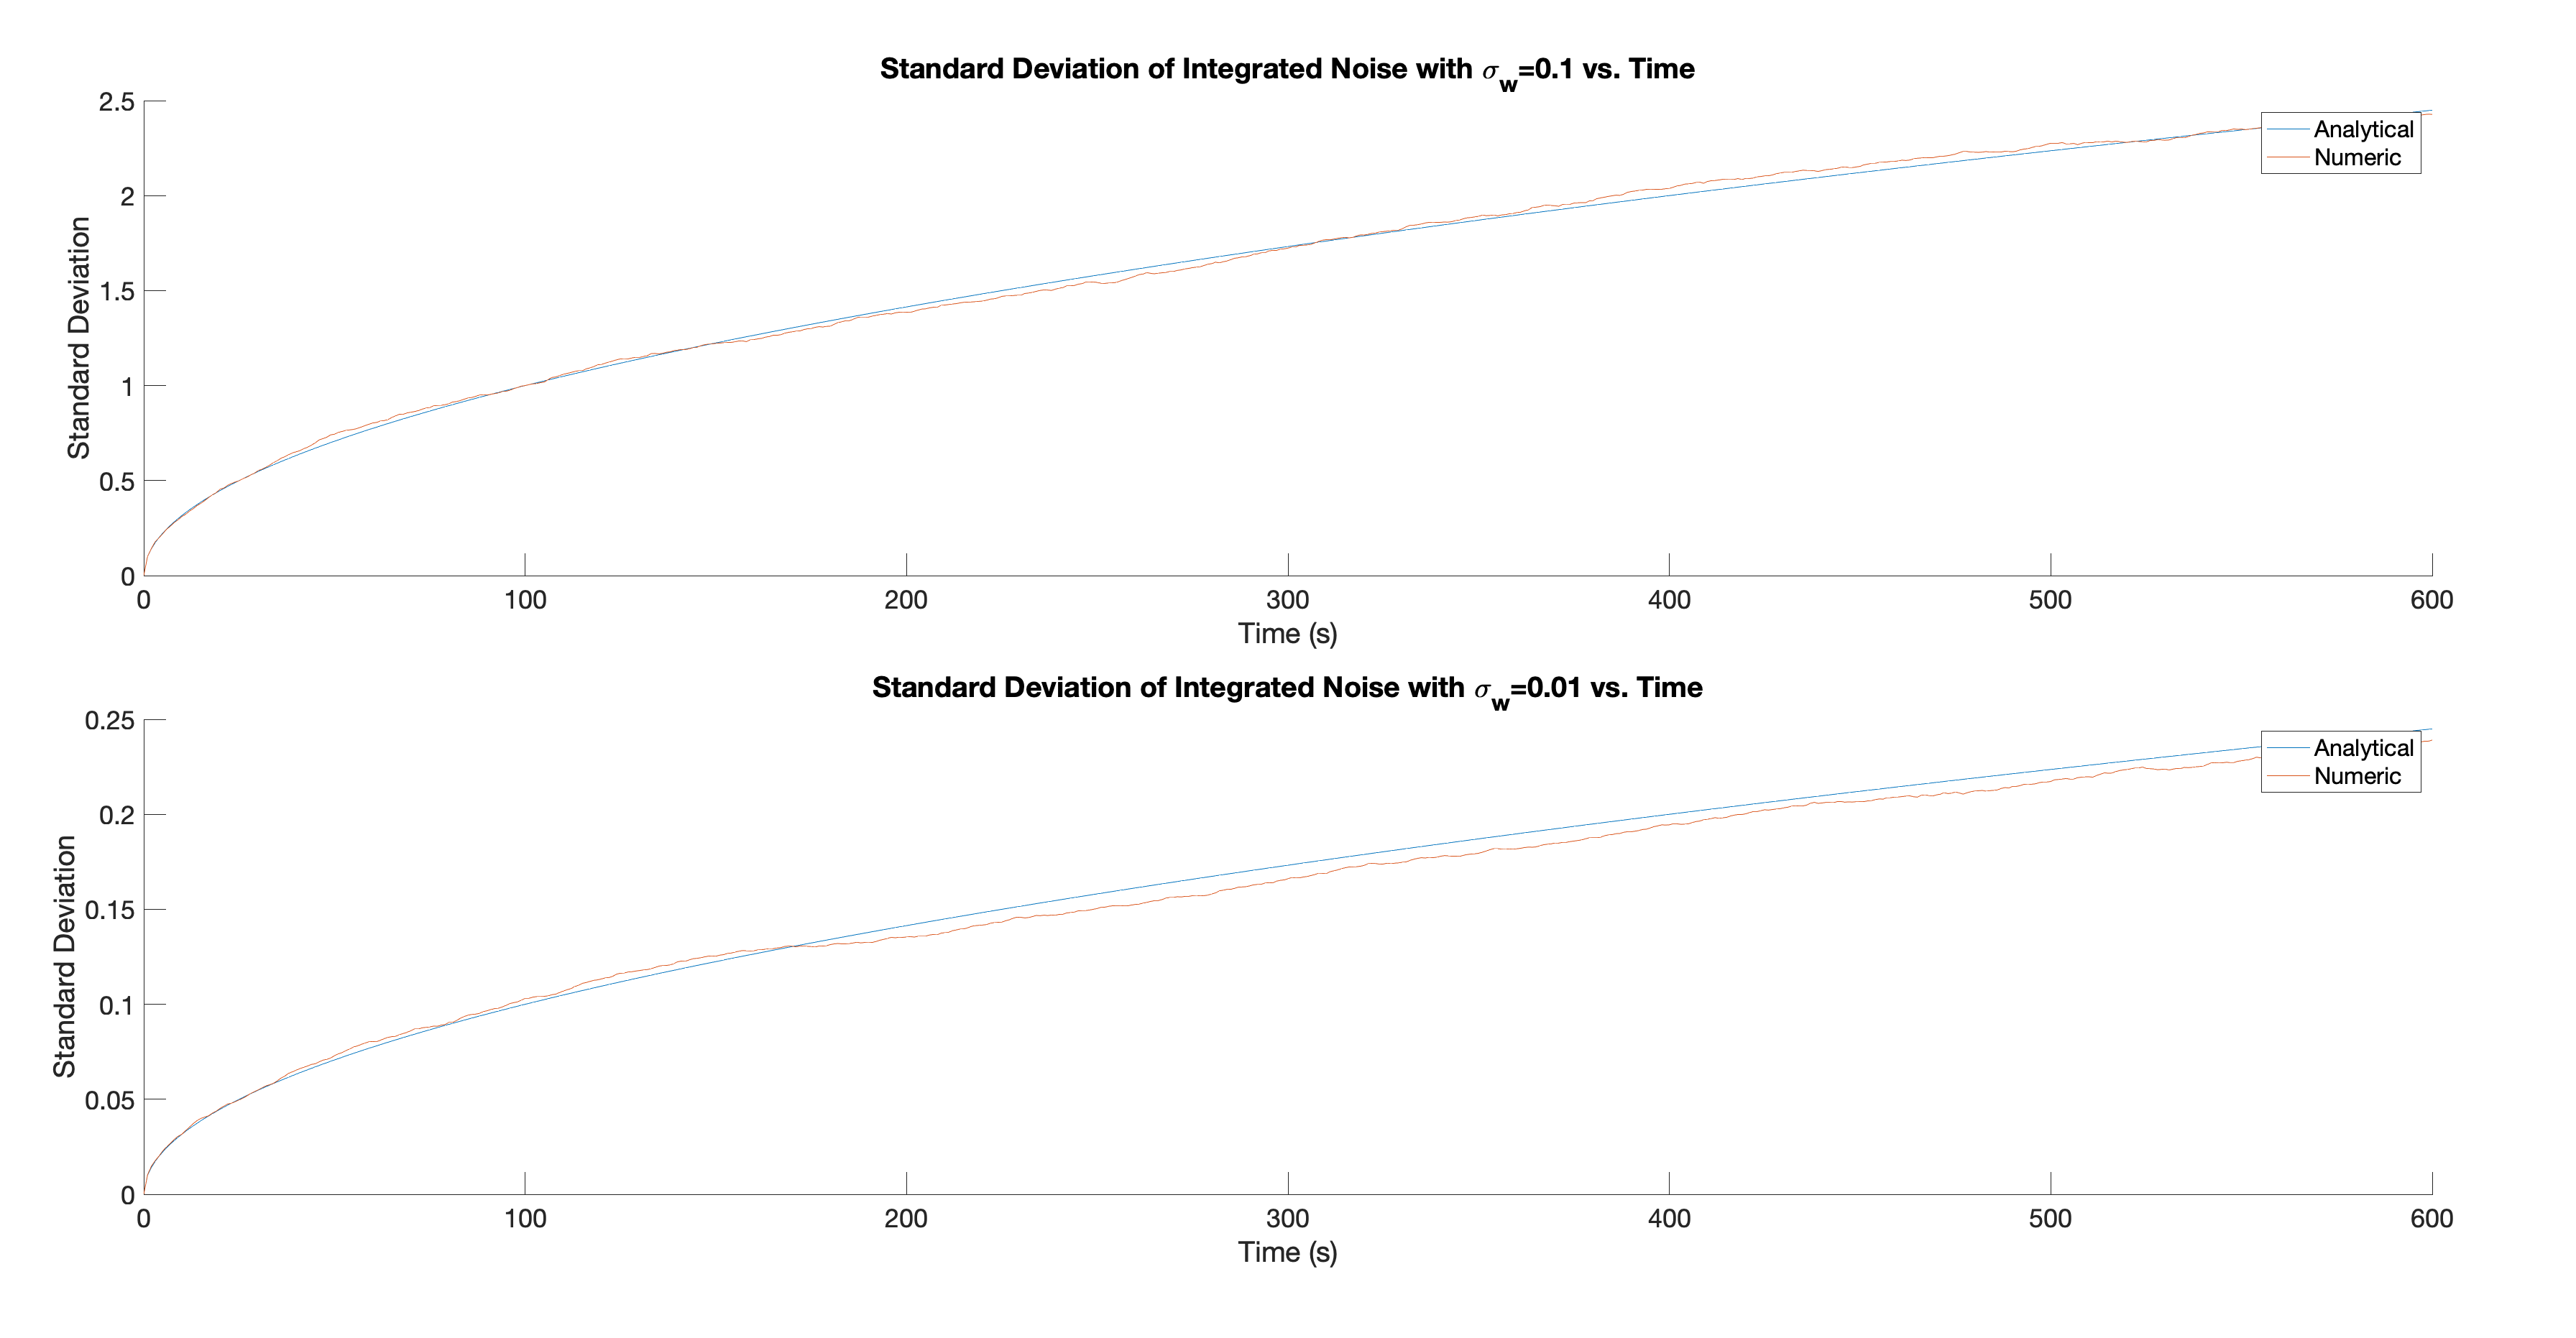 Standard Deviation of Integrated Noise with σw=0.1 vs. Time
2.5
2
1.5
1
0.5
0
Standard Deviation
Analytical
Numeric
0 100 200 300 400 500 600
Time (s)
Standard Deviation of Integrated Noise with σw=0.01 vs. Time
0.25
0.2
0.15
0.1
0.05
0
Standard Deviation
Analytical
Numeric
0 100 200 300 400 500 600
Time (s)